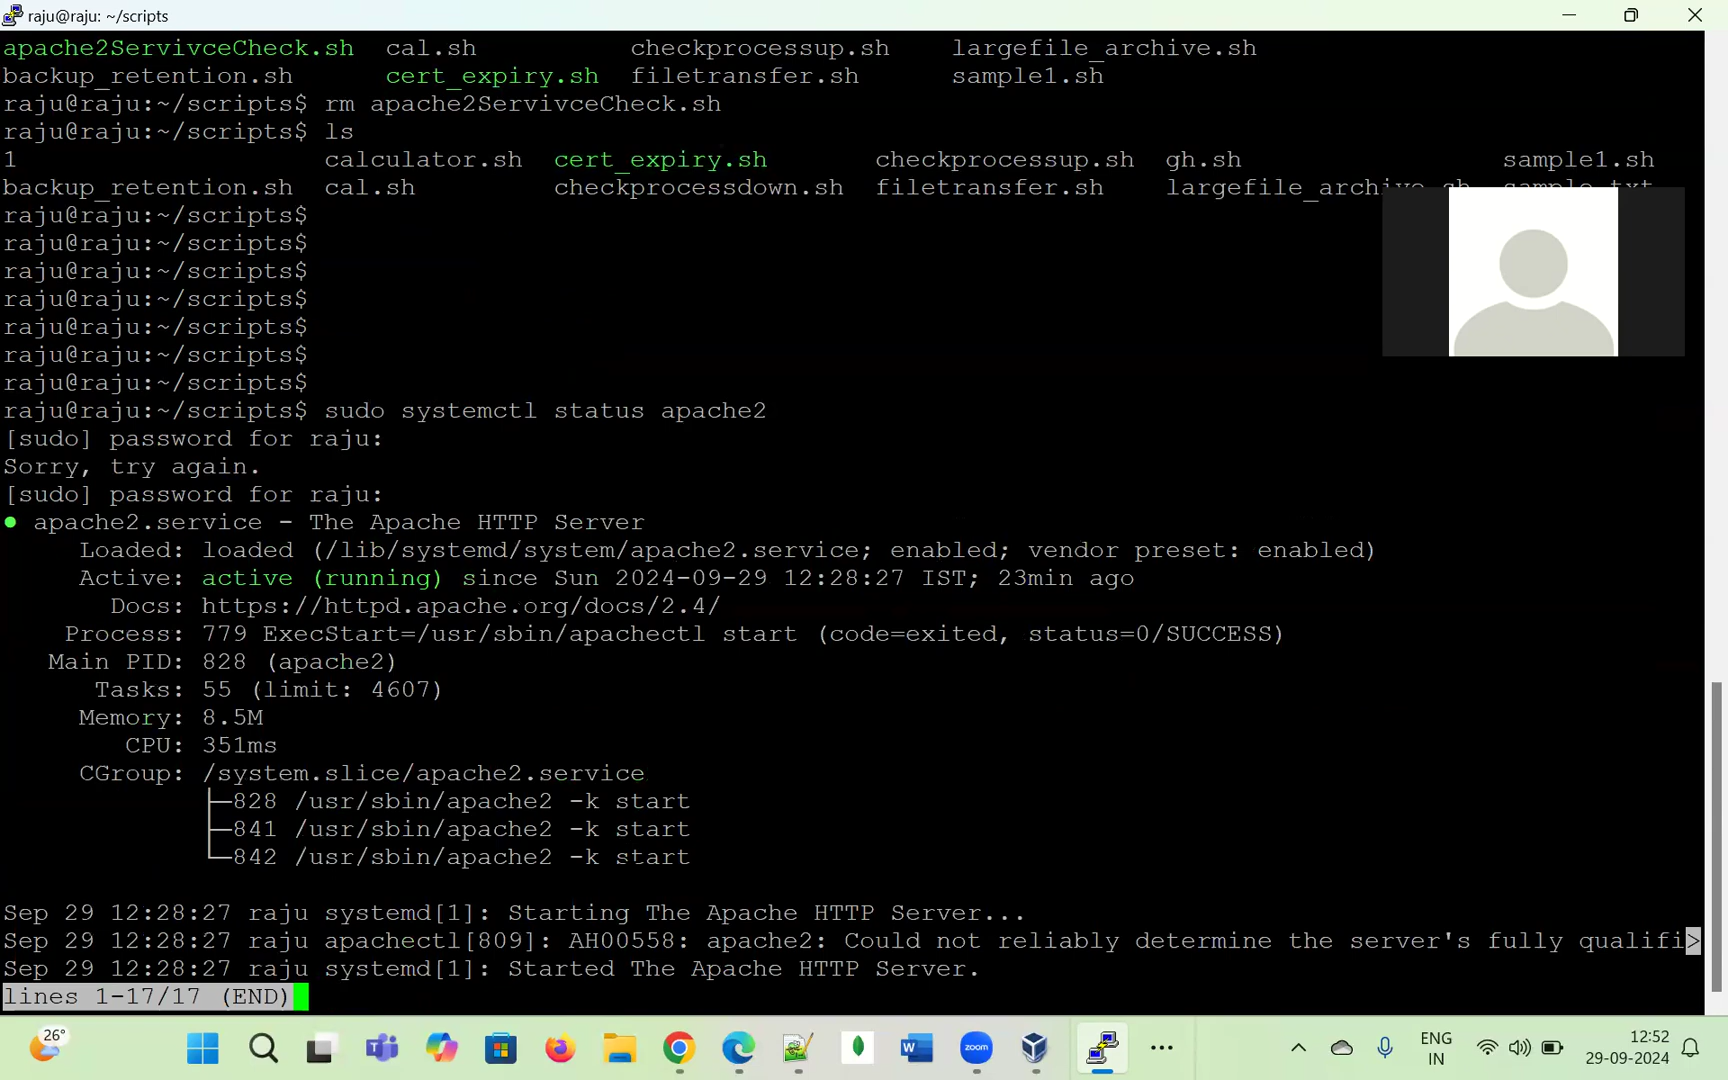 raju@raju: ~/scripts
apache2ServivceCheck.sh cal.sh checkprocessup.sh largefile_archive.sh
backup_retention.sh cert_expiry.sh filetransfer.sh sample1.sh
raju@raju:~/scripts$ rm apache2ServivceCheck.sh
raju@raju:~/scripts$ ls
1 calculator.sh cert_expiry.sh checkprocessup.sh gh.sh sample1.sh
backup_retention.sh cal.sh checkprocessdown.sh filetransfer.sh largefile_archive.sh sample.txt
raju@raju:~/scripts$
raju@raju:~/scripts$
raju@raju:~/scripts$
raju@raju:~/scripts$
raju@raju:~/scripts$
raju@raju:~/scripts$
raju@raju:~/scripts$
raju@raju:~/scripts$ sudo systemctl status apache2
[sudo] password for raju:
Sorry, try again.
[sudo] password for raju:
● apache2.service - The Apache HTTP Server
Loaded: loaded (/lib/systemd/system/apache2.service; enabled; vendor preset: enabled)
Active: active (running) since Sun 2024-09-29 12:28:27 IST; 23min ago
Docs: https://httpd.apache.org/docs/2.4/
Process: 779 ExecStart=/usr/sbin/apachectl start (code=exited, status=0/SUCCESS)
Main PID: 828 (apache2)
Tasks: 55 (limit: 4607)
Memory: 8.5M
CPU: 351ms
CGroup: /system.slice/apache2.service
├─828 /usr/sbin/apache2 -k start
├─841 /usr/sbin/apache2 -k start
└─842 /usr/sbin/apache2 -k start
Sep 29 12:28:27 raju systemd[1]: Starting The Apache HTTP Server...
Sep 29 12:28:27 raju apachectl[809]: AH00558: apache2: Could not reliably determine the server's fully qualifi>
Sep 29 12:28:27 raju systemd[1]: Started The Apache HTTP Server.
lines 1-17/17 (END)
26°
zoom
ENG
IN
12:52
29-09-2024